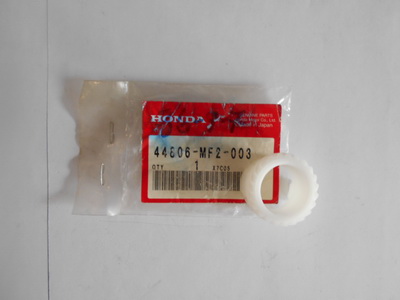 HONDA
GENUINE PARTS
Honda Motor Co., Ltd.
Made in Japan
44806-MF2-003
QTY 1